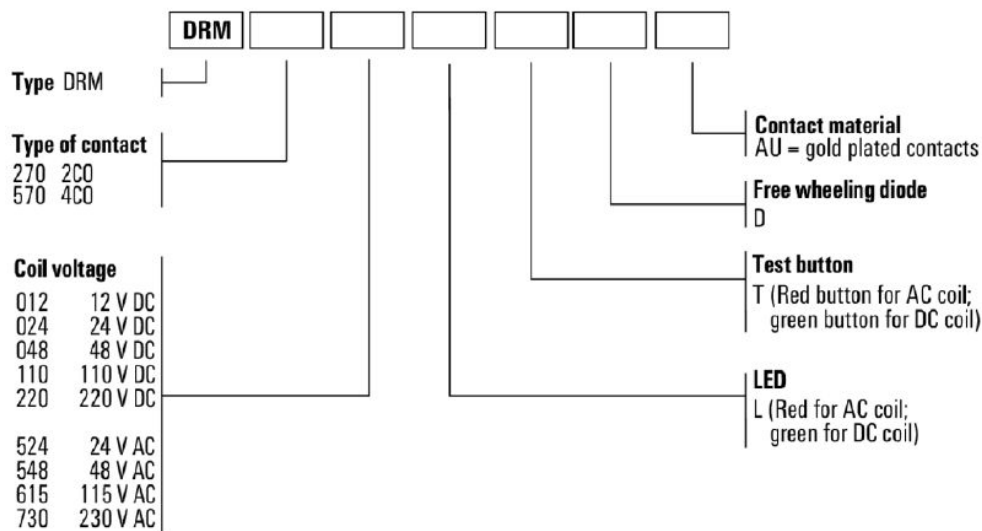 DRM
Type DRM
Type of contact
270 2CO
570 4CO
Coil voltage
012 12 V DC
024 24 V DC
048 48 V DC
110 110 V DC
220 220 V DC
524 24 V AC
548 48 V AC
615 115 V AC
730 230 V AC
Contact material
AU = gold plated contacts
Free wheeling diode
D
Test button
T (Red button for AC coil;
green button for DC coil)
LED
L (Red for AC coil;
green for DC coil)